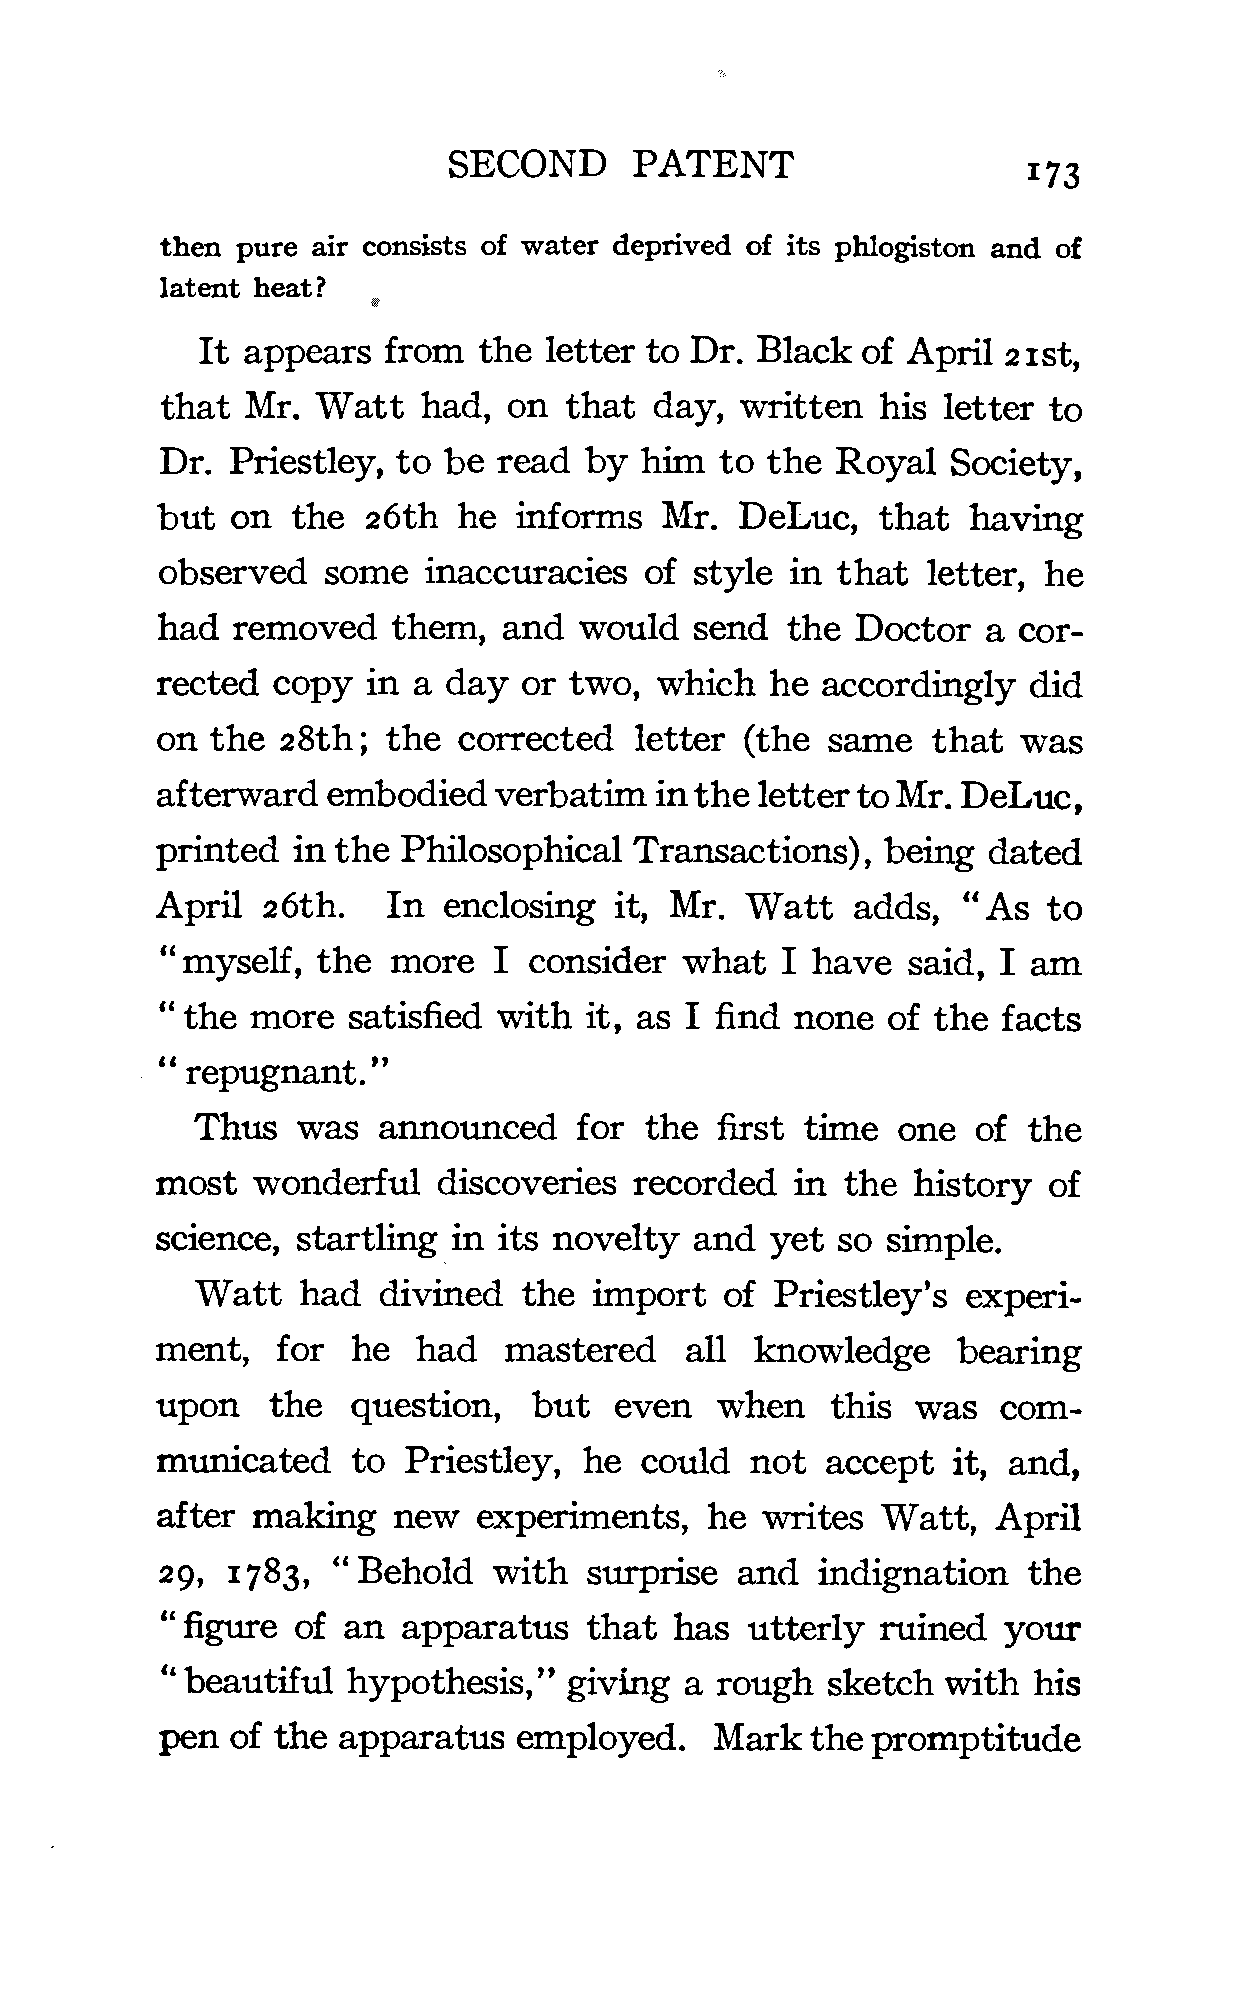 SECOND PATENT 173
then pure air consists of water deprived of its phlogiston and of
latent heat?
It appears from the letter to Dr. Black of April 21st,
that Mr. Watt had, on that day, written his letter to
Dr. Priestley, to be read by him to the Royal Society,
but on the 26th he informs Mr. DeLuc, that having
observed some inaccuracies of style in that letter, he
had removed them, and would send the Doctor a cor-
rected copy in a day or two, which he accordingly did
on the 28th; the corrected letter (the same that was
afterward embodied verbatim in the letter to Mr. DeLuc,
printed in the Philosophical Transactions), being dated
April 26th. In enclosing it, Mr. Watt adds, "As to
"myself, the more I consider what I have said, I am
"the more satisfied with it, as I find none of the facts
"repugnant."
Thus was announced for the first time one of the
most wonderful discoveries recorded in the history of
science, startling in its novelty and yet so simple.
Watt had divined the import of Priestley's experi-
ment, for he had mastered all knowledge bearing
upon the question, but even when this was com-
municated to Priestley, he could not accept it, and,
after making new experiments, he writes Watt, April
29, 1783, "Behold with surprise and indignation the
"figure of an apparatus that has utterly ruined your
"beautiful hypothesis," giving a rough sketch with his
pen of the apparatus employed. Mark the promptitude